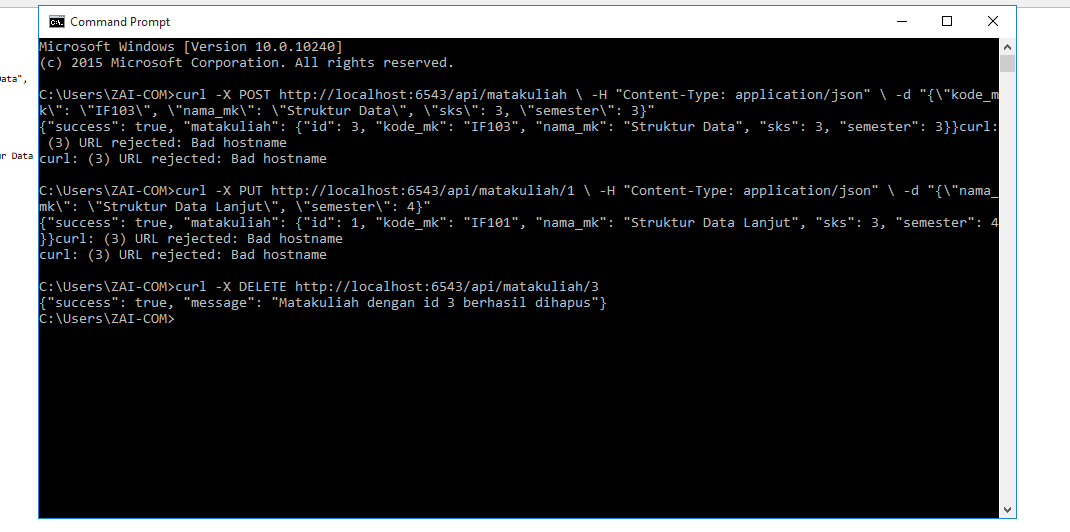 Command Prompt
Microsoft Windows [Version 10.0.10240]
(c) 2015 Microsoft Corporation. All rights reserved.
Data",
C:\Users\ZAI-COM>curl -X POST http://localhost:6543/api/matakuliah \ -H "Content-Type: application/json" \ -d "{\"kode_m
k\": \"IF103\", \"nama_mk\": \"Struktur Data\", \"sks\": 3, \"semester\": 3}"
{"success": true, "matakuliah": {"id": 3, "kode_mk": "IF103", "nama_mk": "Struktur Data", "sks": 3, "semester": 3}}curl:
(3) URL rejected: Bad hostname
ur Data
curl: (3) URL rejected: Bad hostname
C:\Users\ZAI-COM>curl -X PUT http://localhost:6543/api/matakuliah/1 \ -H "Content-Type: application/json" \ -d "{\"nama_
mk\": \"Struktur Data Lanjut\", \"semester\": 4}"
{"success": true, "matakuliah": {"id": 1, "kode_mk": "IF101", "nama_mk": "Struktur Data Lanjut", "sks": 3, "semester": 4
}}curl: (3) URL rejected: Bad hostname
curl: (3) URL rejected: Bad hostname
C:\Users\ZAI-COM>curl -X DELETE http://localhost:6543/api/matakuliah/3
{"success": true, "message": "Matakuliah dengan id 3 berhasil dihapus"}
C:\Users\ZAI-COM>